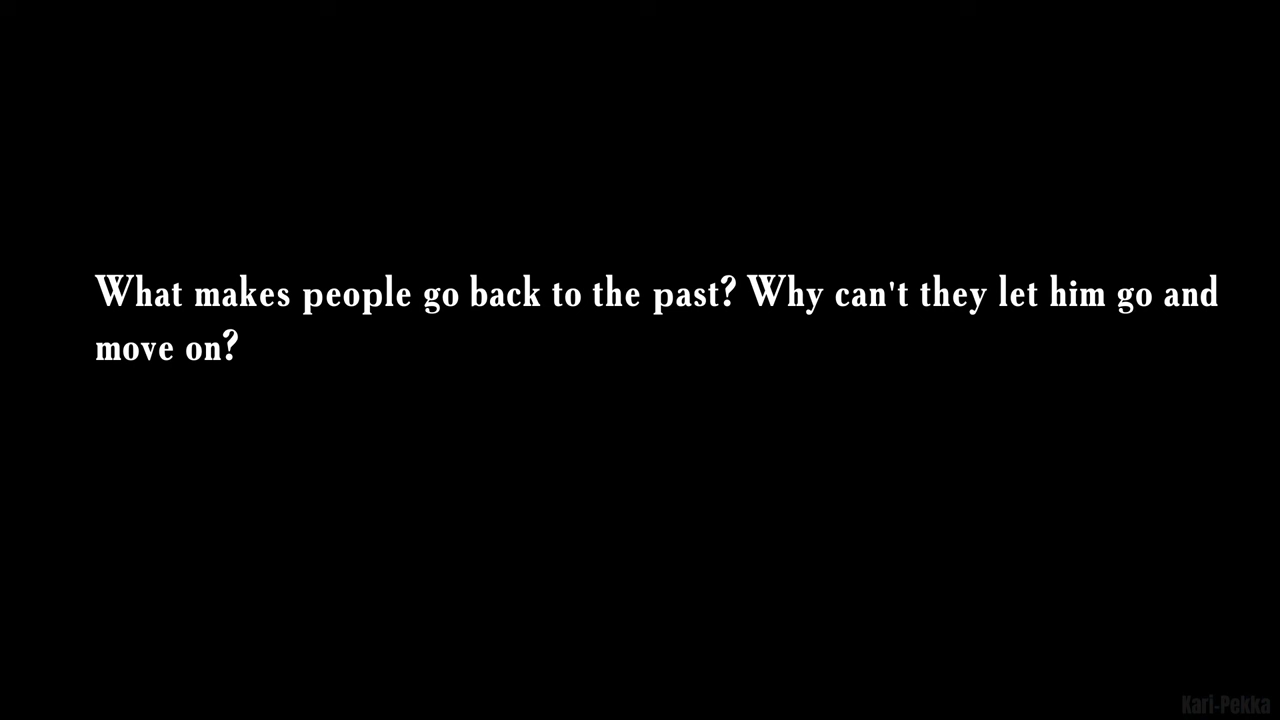 What makes people go back to the past? Why can't they let him go and
move on?
Kari-Pekka